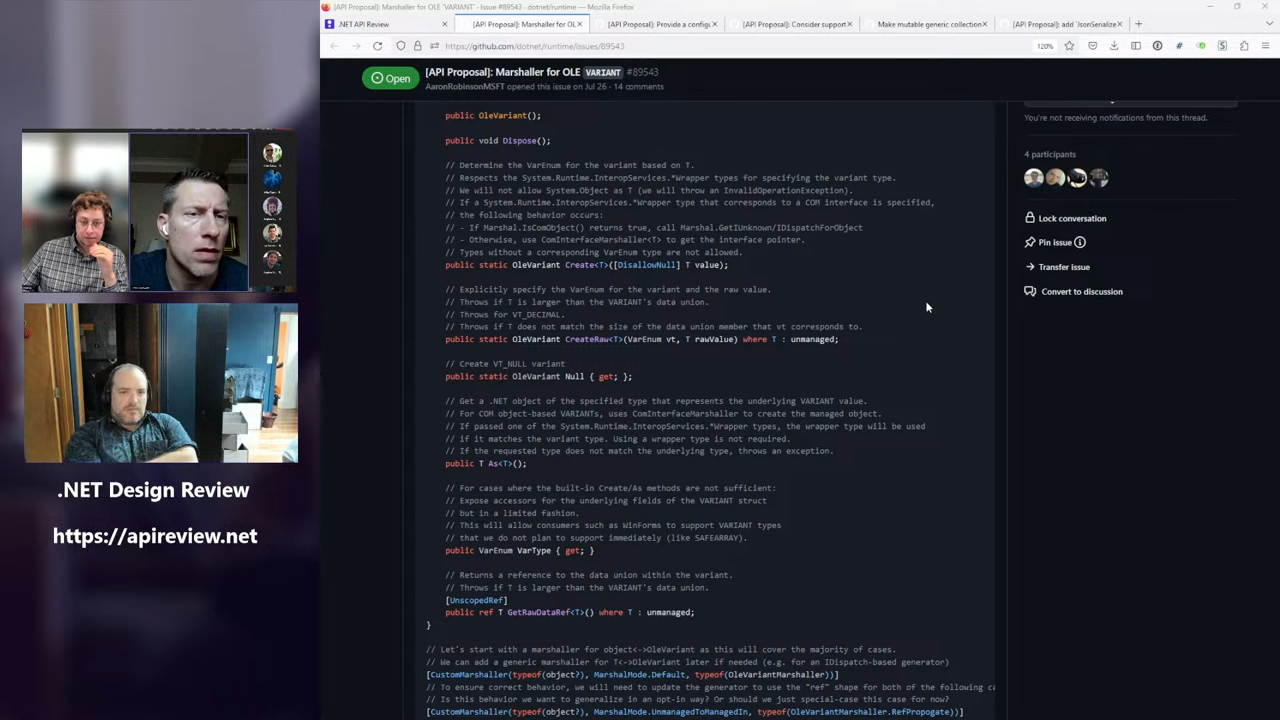 [API Proposal]: Marshaller for OLE 'VARIANT' · Issue #89543 · dotnet/runtime — Mozilla Firefox
.NET API Review
[API Proposal]: Marshaller for OL
[API Proposal]: Provide a configu
[API Proposal]: Consider support
Make mutable generic collection
[API Proposal]: add 'JsonSerialize
https://github.com/dotnet/runtime/issues/89543
120%
Open
[API Proposal]: Marshaller for OLE VARIANT #89543
AaronRobinsonMSFT opened this issue on Jul 26 · 14 comments
public OleVariant();
public void Dispose();
// Determine the VarEnum for the variant based on T.
// Respects the System.Runtime.InteropServices.*Wrapper types for specifying the variant type.
// We will not allow System.Object as T (we will throw an InvalidOperationException).
// If a System.Runtime.InteropServices.*Wrapper type that corresponds to a COM interface is specified,
// the following behavior occurs:
// - If Marshal.IsComObject() returns true, call Marshal.GetIUnknown/IDispatchForObject
// - Otherwise, use ComInterfaceMarshaller<T> to get the interface pointer.
// Types without a corresponding VarEnum type are not allowed.
public static OleVariant Create<T>([DisallowNull] T value);
// Explicitly specify the VarEnum for the variant and the raw value.
// Throws if T is larger than the VARIANT's data union.
// Throws for VT_DECIMAL.
// Throws if T does not match the size of the data union member that vt corresponds to.
public static OleVariant CreateRaw<T>(VarEnum vt, T rawValue) where T : unmanaged;
// Create VT_NULL variant
public static OleVariant Null { get; };
// Get a .NET object of the specified type that represents the underlying VARIANT value.
// For COM object-based VARIANTs, uses ComInterfaceMarshaller to create the managed object.
// If passed one of the System.Runtime.InteropServices.*Wrapper types, the wrapper type will be used
// if it matches the variant type. Using a wrapper type is not required.
// If the requested type does not match the underlying type, throws an exception.
public T As<T>();
// For cases where the built-in Create/As methods are not sufficient:
// Expose accessors for the underlying fields of the VARIANT struct
// but in a limited fashion.
// This will allow consumers such as WinForms to support VARIANT types
// that we do not plan to support immediately (like SAFEARRAY).
public VarEnum VarType { get; }
// Returns a reference to the data union within the variant.
// Throws if T is larger than the VARIANT's data union.
[UnscopedRef]
public ref T GetRawDataRef<T>() where T : unmanaged;
}
// Let's start with a marshaller for object<->OleVariant as this will cover the majority of cases.
// We can add a generic marshaller for T<->OleVariant later if needed (e.g. for an IDispatch-based generator)
[CustomMarshaller(typeof(object?), MarshalMode.Default, typeof(OleVariantMarshaller))]
// To ensure correct behavior, we will need to update the generator to use the "ref" shape for both of the following ca
// Is this behavior we want to generalize in an opt-in way? Or should we just special-case this case for now?
[CustomMarshaller(typeof(object?), MarshalMode.UnmanagedToManagedIn, typeof(OleVariantMarshaller.RefPropogate))]
You're not receiving notifications from this thread.
4 participants
Lock conversation
Pin issue
Transfer issue
Convert to discussion
.NET Design Review
https://apireview.net